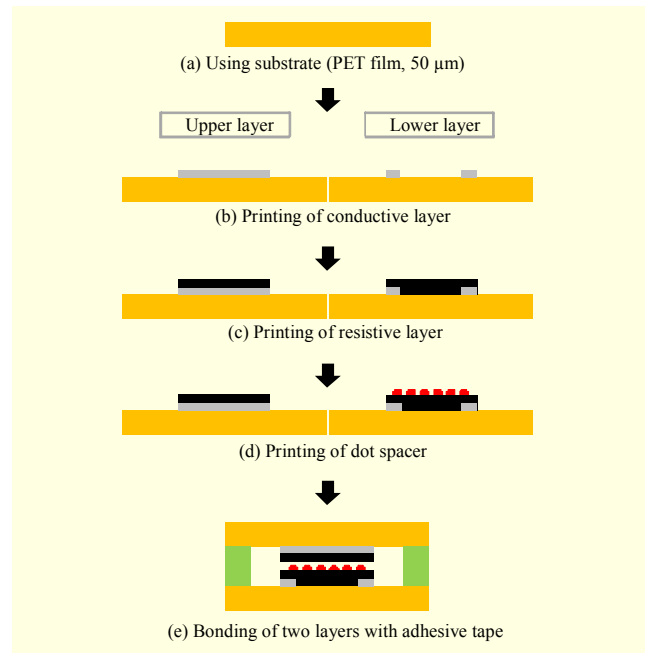 (a) Using substrate (PET film, 50 µm)
Upper layer
Lower layer
(b) Printing of conductive layer
(c) Printing of resistive layer
(d) Printing of dot spacer
(e) Bonding of two layers with adhesive tape